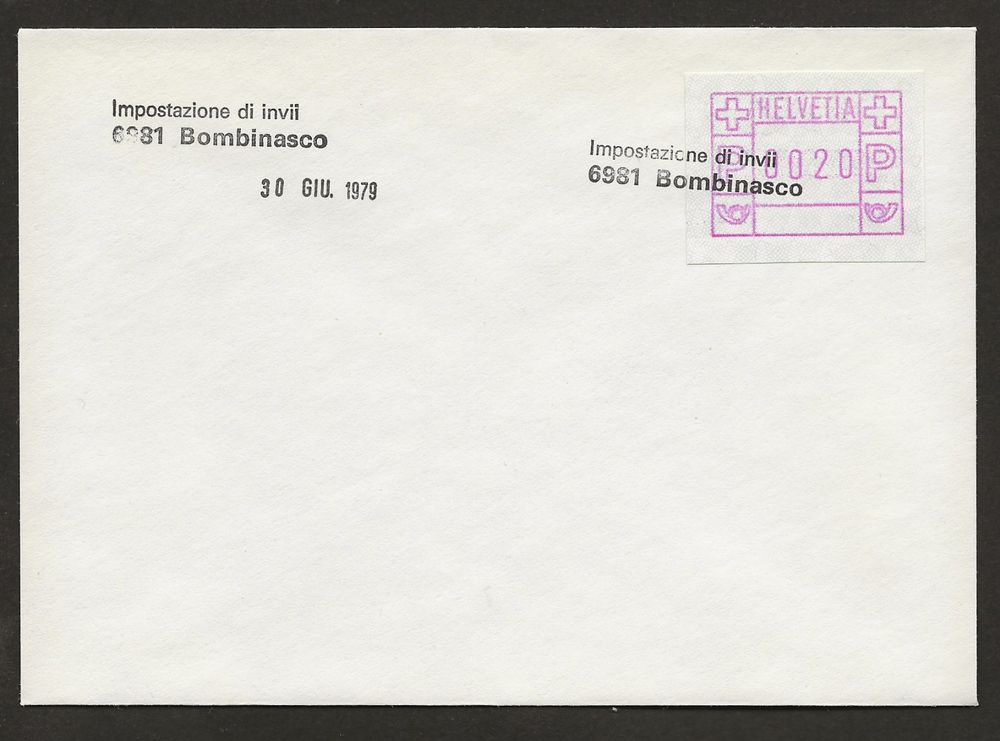 Impostazione di invii
6981 Bombinasco
30 GIU. 1979
Impostazione di invii
6981 Bombinasco
HELVETIA
P 0020 P